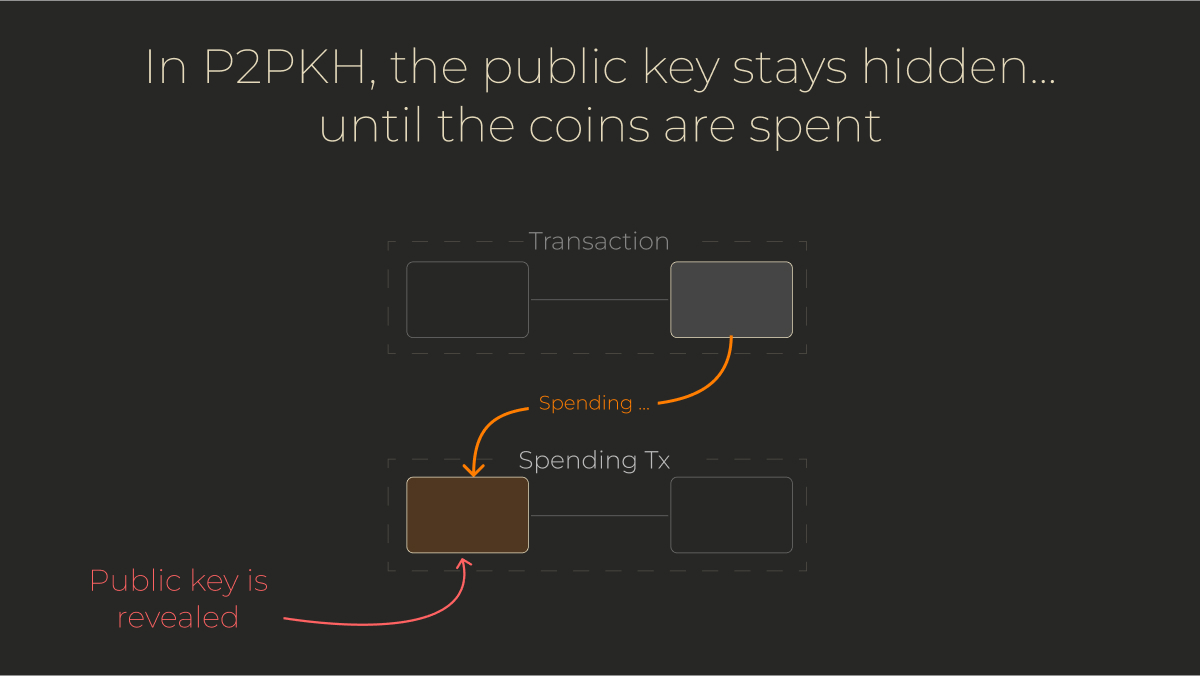 In P2PKH, the public key stays hidden...
until the coins are spent
Transaction
Spending ...
Spending Tx
Public key is
revealed